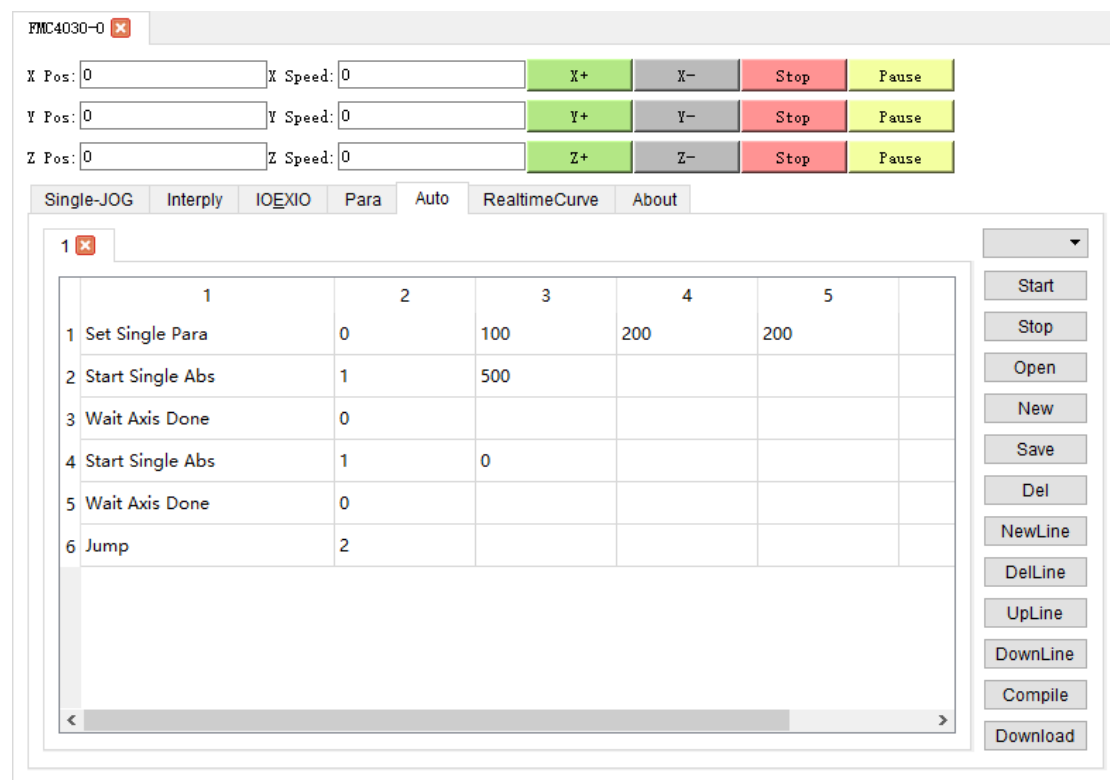 FMC4030-0
X Pos: 0 X Speed: 0 X+ X- Stop Pause
Y Pos: 0 Y Speed: 0 Y+ Y- Stop Pause
Z Pos: 0 Z Speed: 0 Z+ Z- Stop Pause
Single-JOG Interply IOEXIO Para Auto RealtimeCurve About
1
1 2 3 4 5
1 Set Single Para 0 100 200 200
2 Start Single Abs 1 500
3 Wait Axis Done 0
4 Start Single Abs 1 0
5 Wait Axis Done 0
6 Jump 2
Start
Stop
Open
New
Save
Del
NewLine
DelLine
UpLine
DownLine
Compile
Download